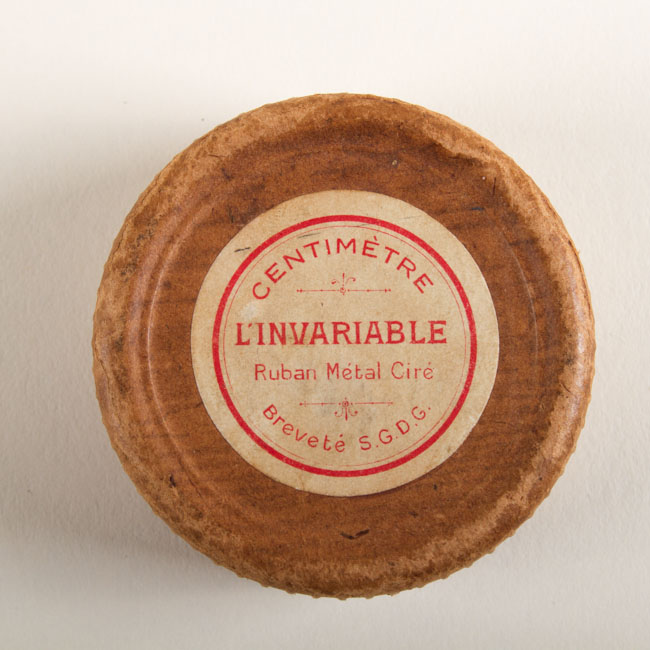 CENTIMÈTRE
L'INVARIABLE
Ruban Métal Ciré
Breveté S.G.D.G.